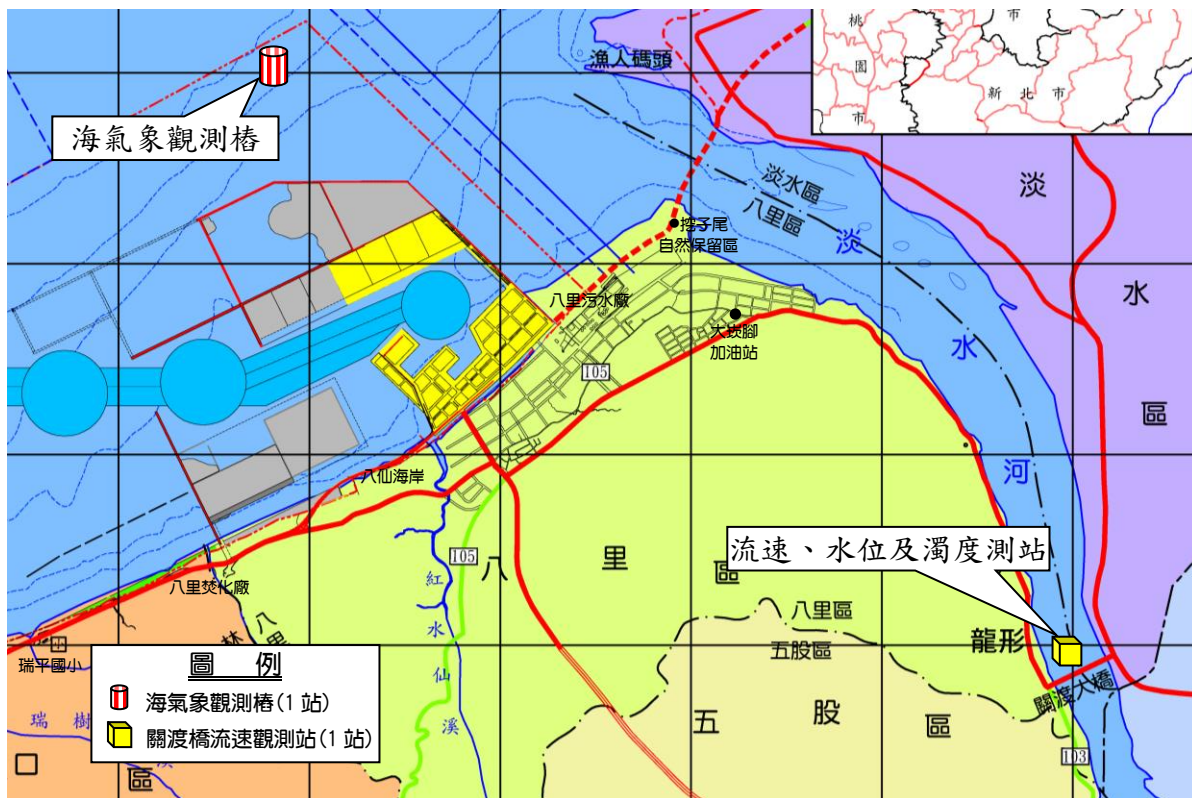 桃
園
市
市
新北市
漁人碼頭
海氣象觀測樁
淡水區
八里區
淡
水
區
挖子尾
自然保留區
淡
水
河
八里污水廠
大崁腳
加油站
105
八仙海岸
流速、水位及濁度測站
105
八
里
區
八里焚化廠
紅
水
仙
溪
八里區
五股區
龍形
瑞平國小
林
八
里
圖 例
海氣象觀測樁(1站)
關渡橋流速觀測站(1站)
關渡大橋
瑞樹
五
股
區
103
口
區